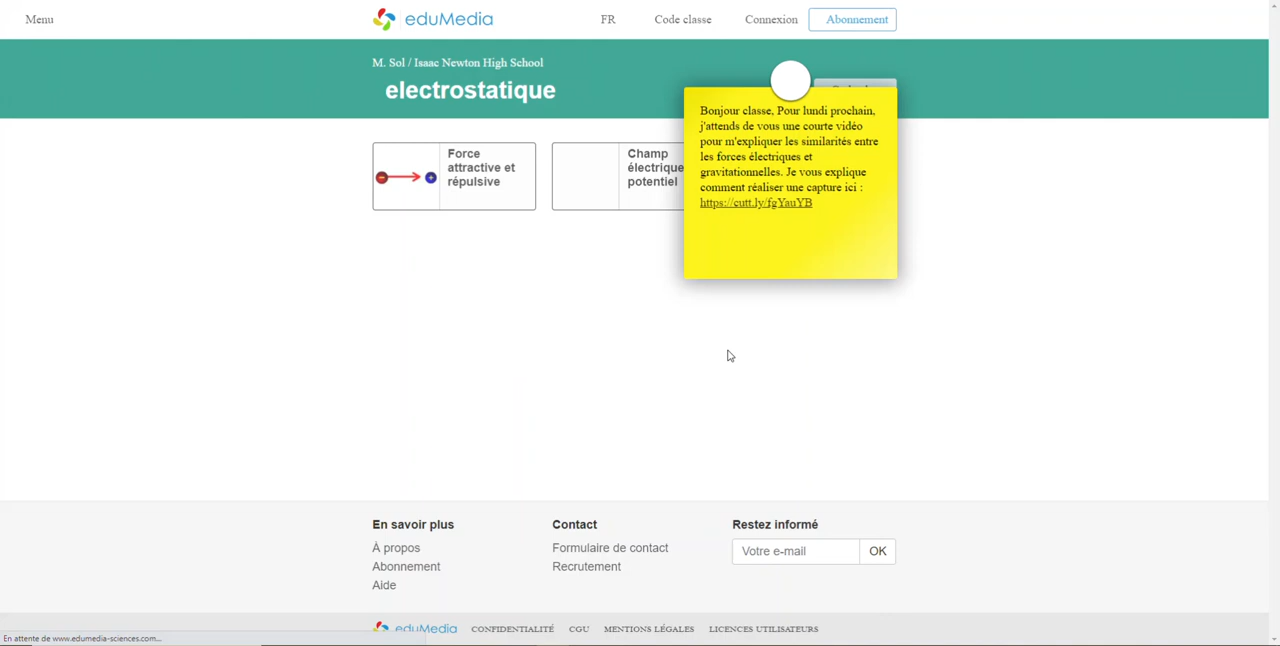 Menu
eduMedia
FR
Code classe
Connexion
Abonnement
M. Sol / Isaac Newton High School
electrostatique
Bonjour classe, Pour lundi prochain,
j'attends de vous une courte vidéo
pour m'expliquer les similarités entre
les forces électriques et
gravitationnelles. Je vous explique
comment réaliser une capture ici :
https://cutt.ly/fgYauYB
Force
attractive et
répulsive
Champ
électrique
potentiel
En savoir plus
À propos
Abonnement
Aide
Contact
Formulaire de contact
Recrutement
Restez informé
Votre e-mail
OK
eduMedia
CONFIDENTIALITÉ
CGU
MENTIONS LÉGALES
LICENCES UTILISATEURS
En attente de www.edumedia-sciences.com...